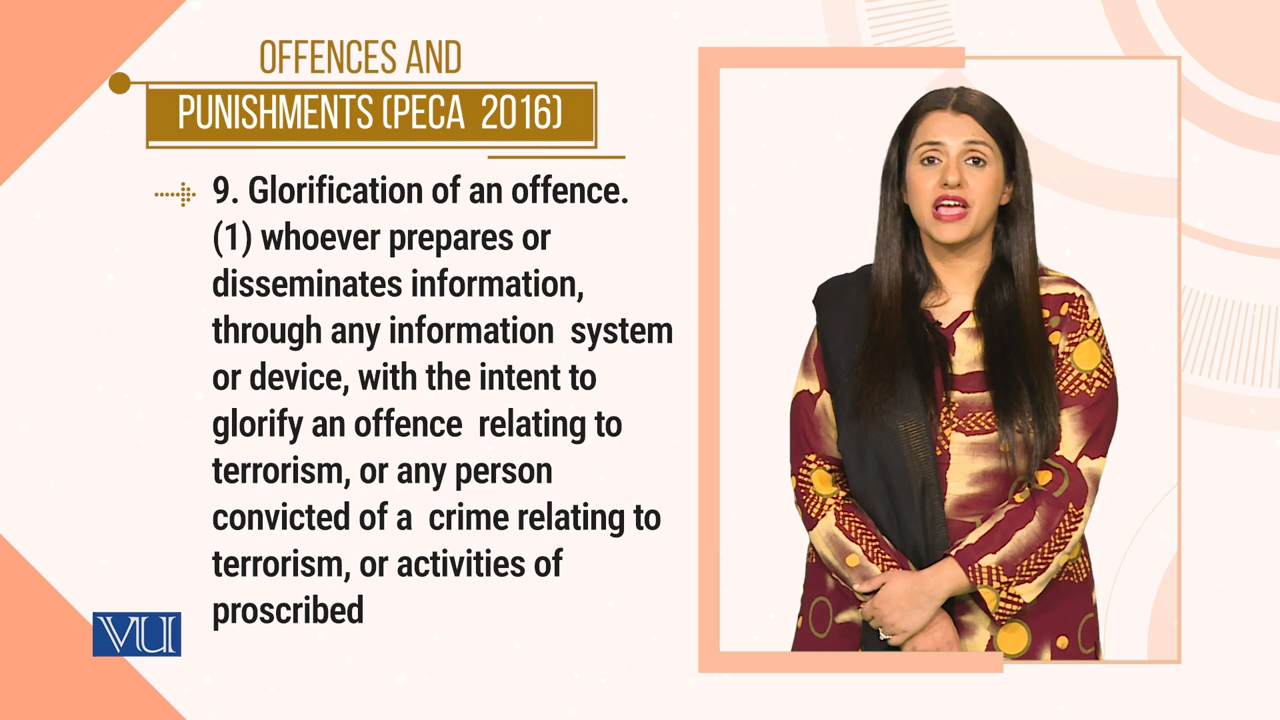 OFFENCES AND
PUNISHMENTS (PECA 2016)
9. Glorification of an offence.
(1) whoever prepares or
disseminates information,
through any information system
or device, with the intent to
glorify an offence relating to
terrorism, or any person
convicted of a crime relating to
terrorism, or activities of
proscribed
VU